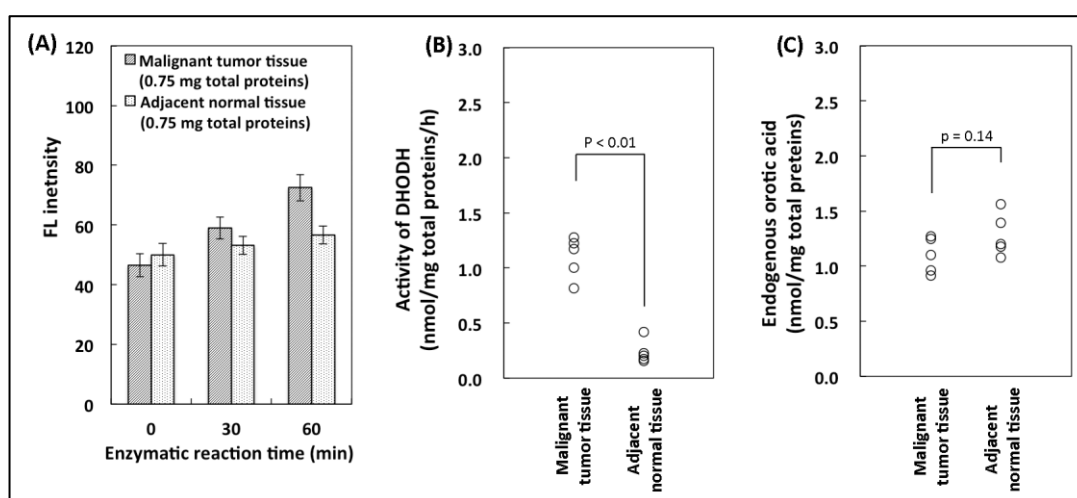 (A)
120
100
80
60
40
20
0
FL inetnsity
Malignant tumor tissue
(0.75 mg total proteins)
Adjacent normal tissue
(0.75 mg total proteins)
0 30 60
Enzymatic reaction time (min)
(B)
3.0
2.5
2.0
1.5
1.0
0.5
0.0
Activity of DHODH
(nmol/mg total proteins/h)
P < 0.01
Malignant
tumor tissue
Adjacent
normal tissue
(C)
3.0
2.5
2.0
1.5
1.0
0.5
0.0
Endogenous orotic acid
(nmol/mg total preteins)
p = 0.14
Malignant
tumor tissue
Adjacent
normal tissue